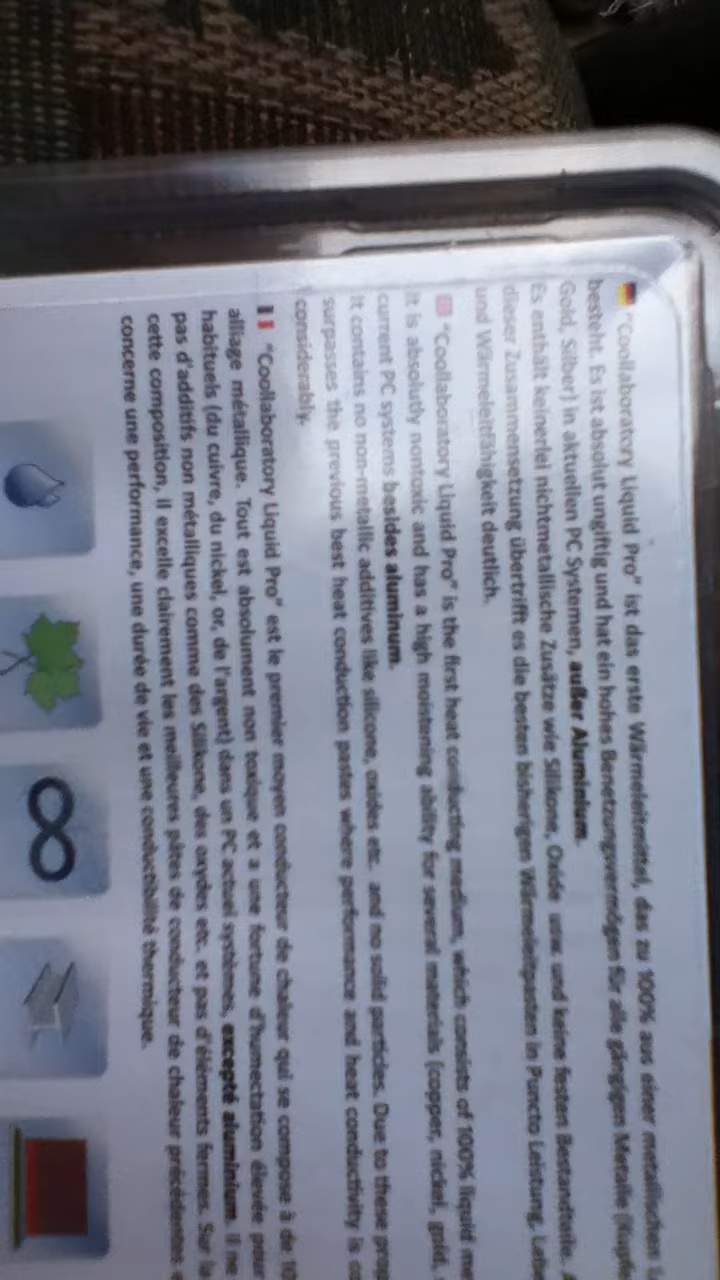 "Coollaboratory Liquid Pro" ist das erste Wärmeleitmittel, das zu 100% aus einer metallischen
besteht. Es ist absolut ungiftig und hat ein hohes Benetzungsvermögen für alle gängigen Metalle (Kupfe
Gold, Silber) in aktuellen PC Systemen, außer Aluminium.
Es enthält keinerlei nichtmetallische Zusätze wie Silikone, Oxide usw. und keine festen Bestandteile.
dieser Zusammensetzung übertrifft es die besten bisherigen Wärmeleitpasten in Puncto Leistung, Leb
und Wärmeleitfähigkeit deutlich.
"Coollaboratory Liquid Pro" is the first heat conducting medium, which consists of 100% liquid me
It is absolutly nontoxic and has a high moistening ability for several materials (copper, nickel, gold,
current PC systems besides aluminum.
It contains no non-metallic additives like silicone, oxides etc. and no solid particles. Due to these prop
surpasses the previous best heat conduction pastes where performance and heat conductivity is co
considerably.
"Coollaboratory Liquid Pro" est le premier moyen conducteur de chaleur qui se compose à de 10
alliage métallique. Tout est absolument non toxique et a une fortune d'humectation élevée pour
habituels (du cuivre, du nickel, or, de l'argent) dans un PC actuel systèmes, excepté aluminium. Il ne
pas d'additifs non métalliques comme des Silikone, des oxydes etc. et pas d'éléments fermes. Sur la
cette composition, il excelle clairement les meilleures pâtes de conducteur de chaleur précédente
concerne une performance, une durée de vie et une conductibilité thermique.